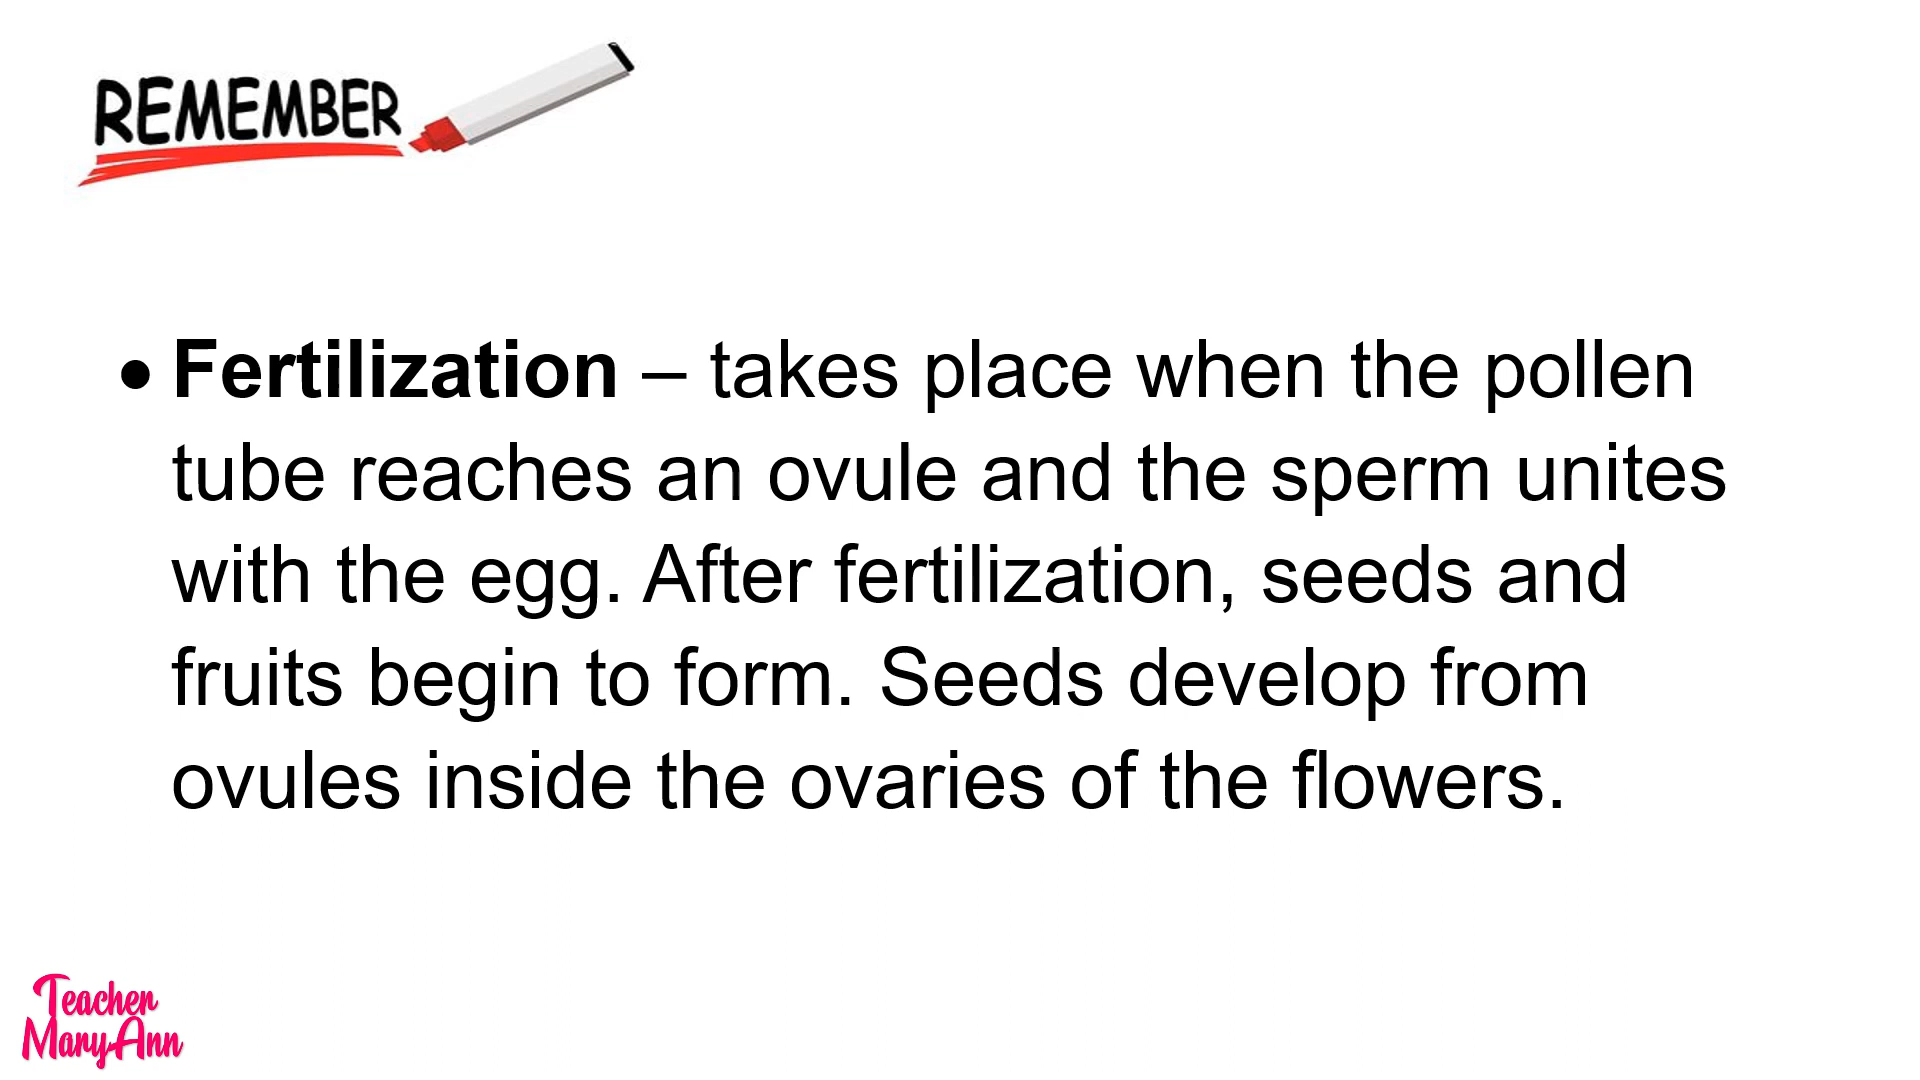 REMEMBER
• Fertilization – takes place when the pollen
tube reaches an ovule and the sperm unites
with the egg. After fertilization, seeds and
fruits begin to form. Seeds develop from
ovules inside the ovaries of the flowers.
Teacher
MaryAnn